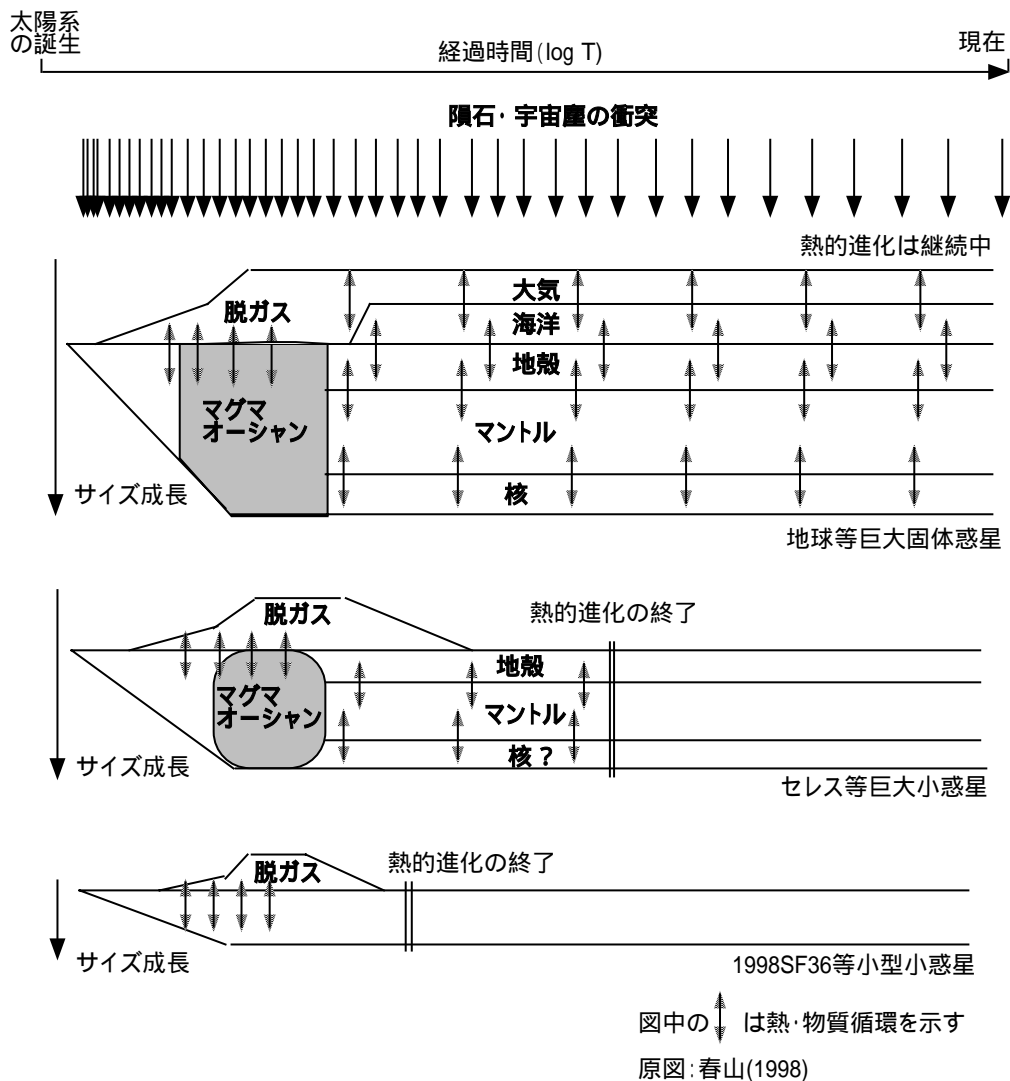 太陽系
の誕生
経過時間(log T)
現在
隕石・宇宙塵の衝突
熱的進化は継続中
大気
脱ガス
海洋
地殻
マグマ
オーシャン
マントル
サイズ成長
核
地球等巨大固体惑星
脱ガス
熱的進化の終了
地殻
マグマ
オーシャン
マントル
サイズ成長
核？
セレス等巨大小惑星
脱ガス
熱的進化の終了
サイズ成長
1998SF36等小型小惑星
図中の は熱・物質循環を示す
原図:春山(1998)